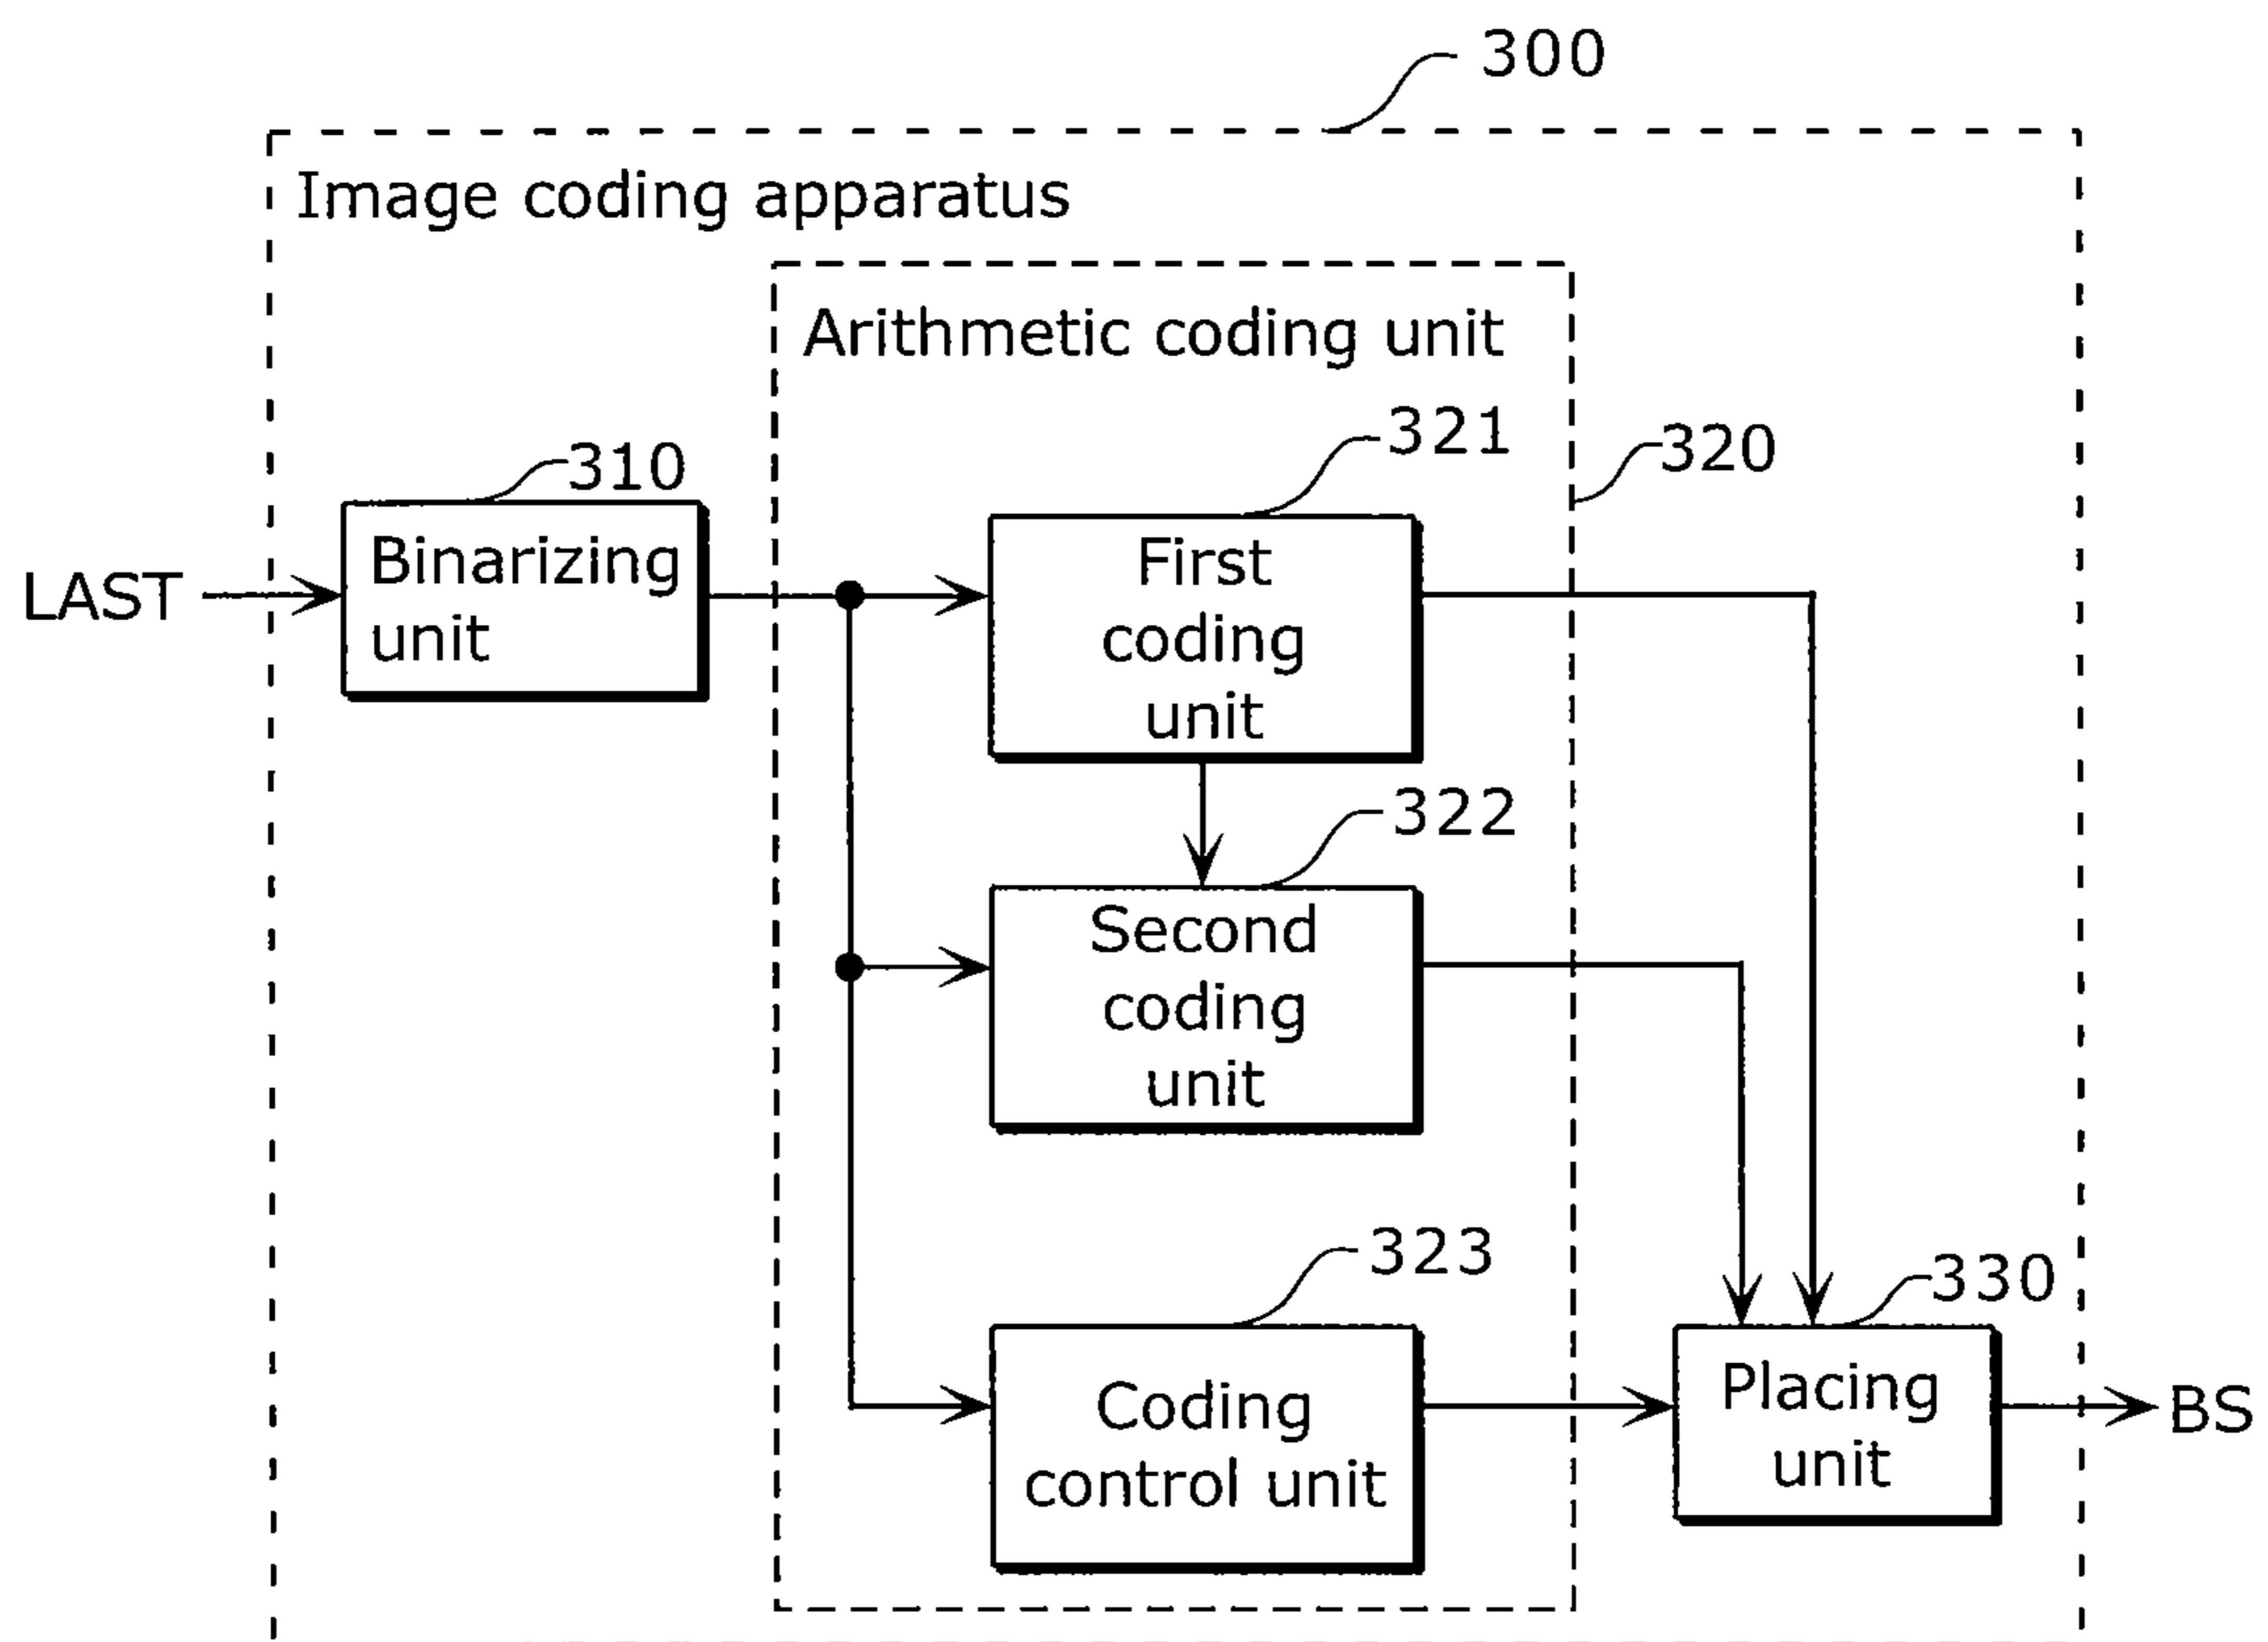 300
Image coding apparatus
Arithmetic coding unit
321
320
310
Binarizing
unit
LAST
First
coding
unit
322
Second
coding
unit
323
330
Coding
control unit
Placing
unit
BS